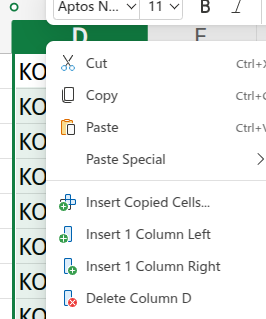 Aptos N... 11 B I
D E
KO
Cut Ctrl+
KO
Copy Ctrl+
KO
Paste Ctrl+
KO
Paste Special
KO
Insert Copied Cells...
KO
Insert 1 Column Left
KO
Insert 1 Column Right
KO
Delete Column D